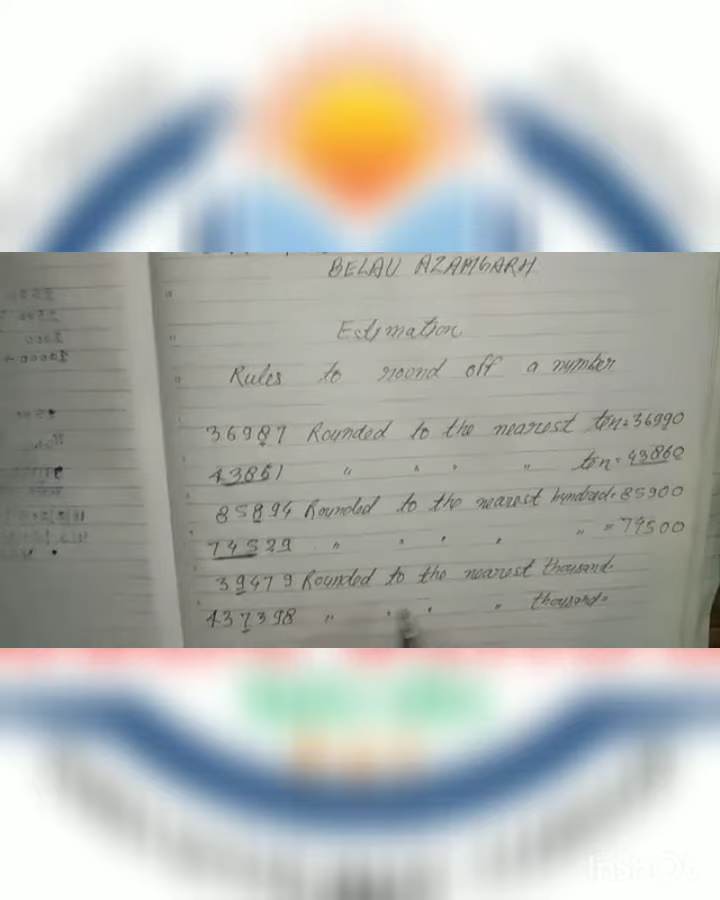 BELAU AZAMGARH
Estimation
Rules to round off a number
36987 Rounded to the nearest ten = 36990
43861 " " " " ten = 43860
85894 Rounded to the nearest hundred = 85900
74529 " " " " " = 74500
39479 Rounded to the nearest thousand =
437398 " " " " thousand =